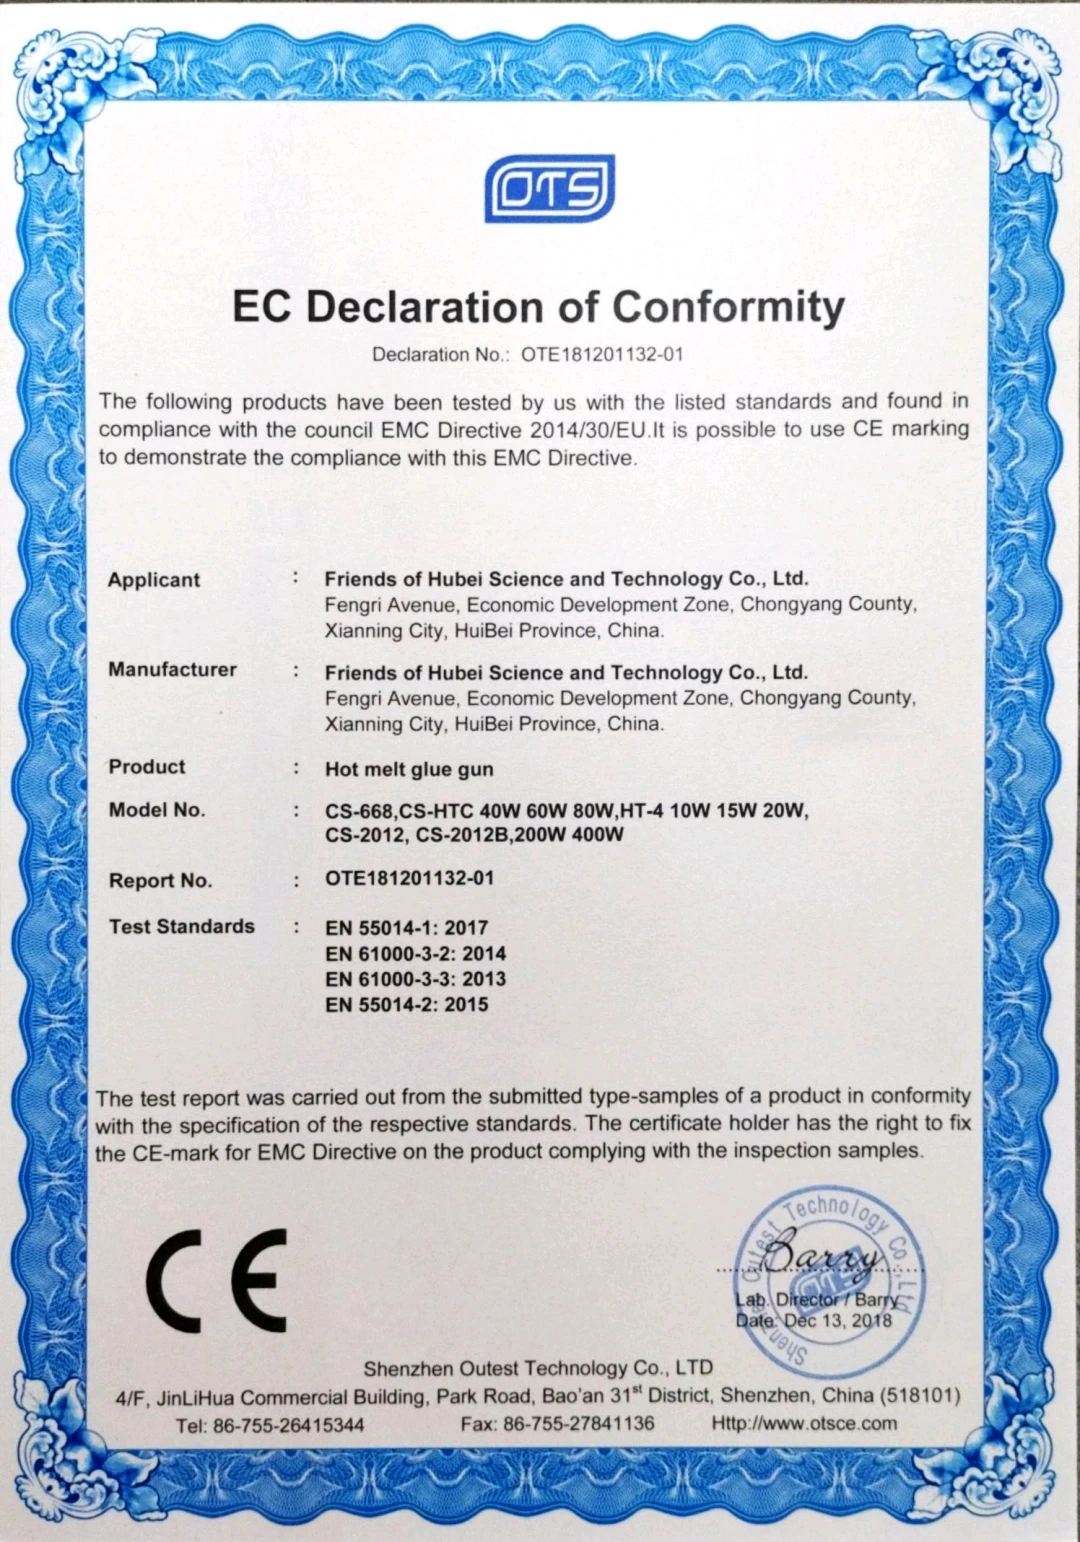 OTS
EC Declaration of Conformity
Declaration No.: OTE181201132-01
The following products have been tested by us with the listed standards and found in
compliance with the council EMC Directive 2014/30/EU.It is possible to use CE marking
to demonstrate the compliance with this EMC Directive.
Applicant : Friends of Hubei Science and Technology Co., Ltd.
Fengri Avenue, Economic Development Zone, Chongyang County,
Xianning City, HuiBei Province, China.
Manufacturer : Friends of Hubei Science and Technology Co., Ltd.
Fengri Avenue, Economic Development Zone, Chongyang County,
Xianning City, HuiBei Province, China.
Product : Hot melt glue gun
Model No. : CS-668,CS-HTC 40W 60W 80W,HT-4 10W 15W 20W,
CS-2012, CS-2012B,200W 400W
Report No. : OTE181201132-01
Test Standards : EN 55014-1: 2017
EN 61000-3-2: 2014
EN 61000-3-3: 2013
EN 55014-2: 2015
The test report was carried out from the submitted type-samples of a product in conformity
with the specification of the respective standards. The certificate holder has the right to fix
the CE-mark for EMC Directive on the product complying with the inspection samples.
CE
Shenzhen Outest Technology Co., Ltd
OTS
Barry
Lab. Director / Barry
Date: Dec 13, 2018
Shenzhen Outest Technology Co., LTD
4/F, JinLiHua Commercial Building, Park Road, Bao'an 31st District, Shenzhen, China (518101)
Tel: 86-755-26415344 Fax: 86-755-27841136 Http://www.otsce.com